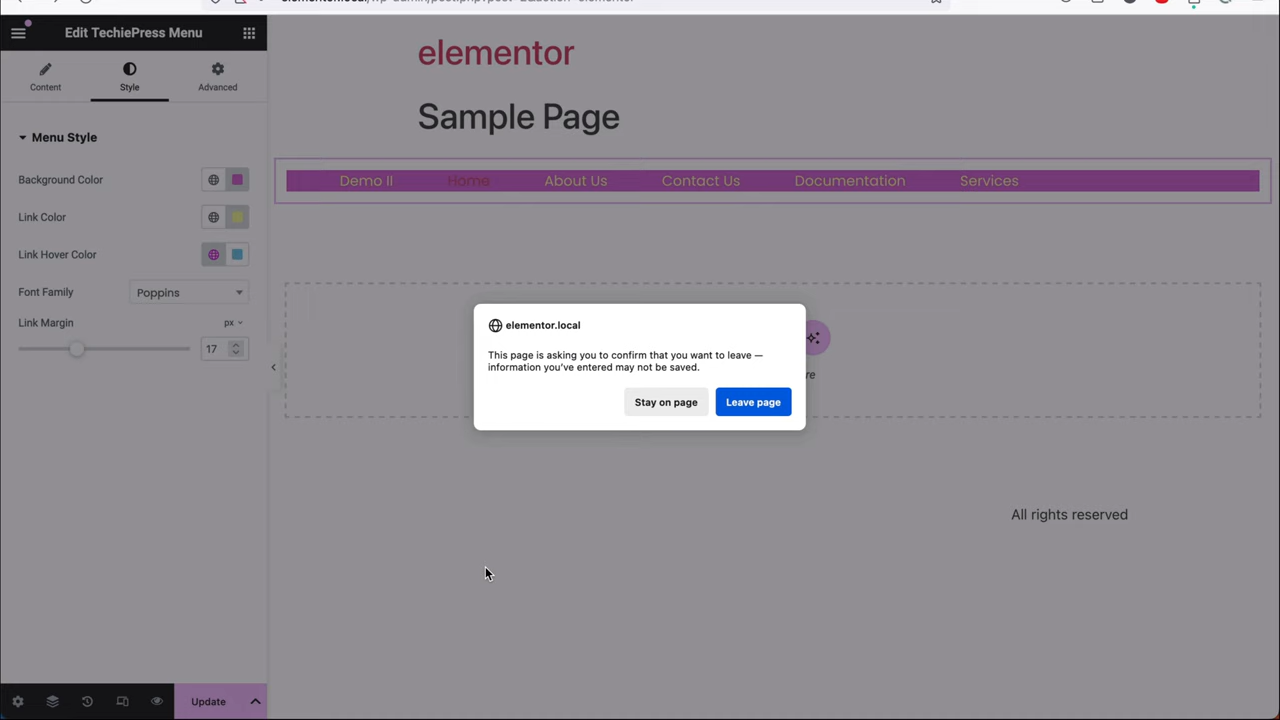 Edit TechiePress Menu
Content
Style
Advanced
Menu Style
Background Color
Link Color
Link Hover Color
Font Family
Poppins
Link Margin
px
17
Update
elementor
Sample Page
Demo II
Home
About Us
Contact Us
Documentation
Services
elementor.local
This page is asking you to confirm that you want to leave —
information you've entered may not be saved.
Stay on page
Leave page
All rights reserved